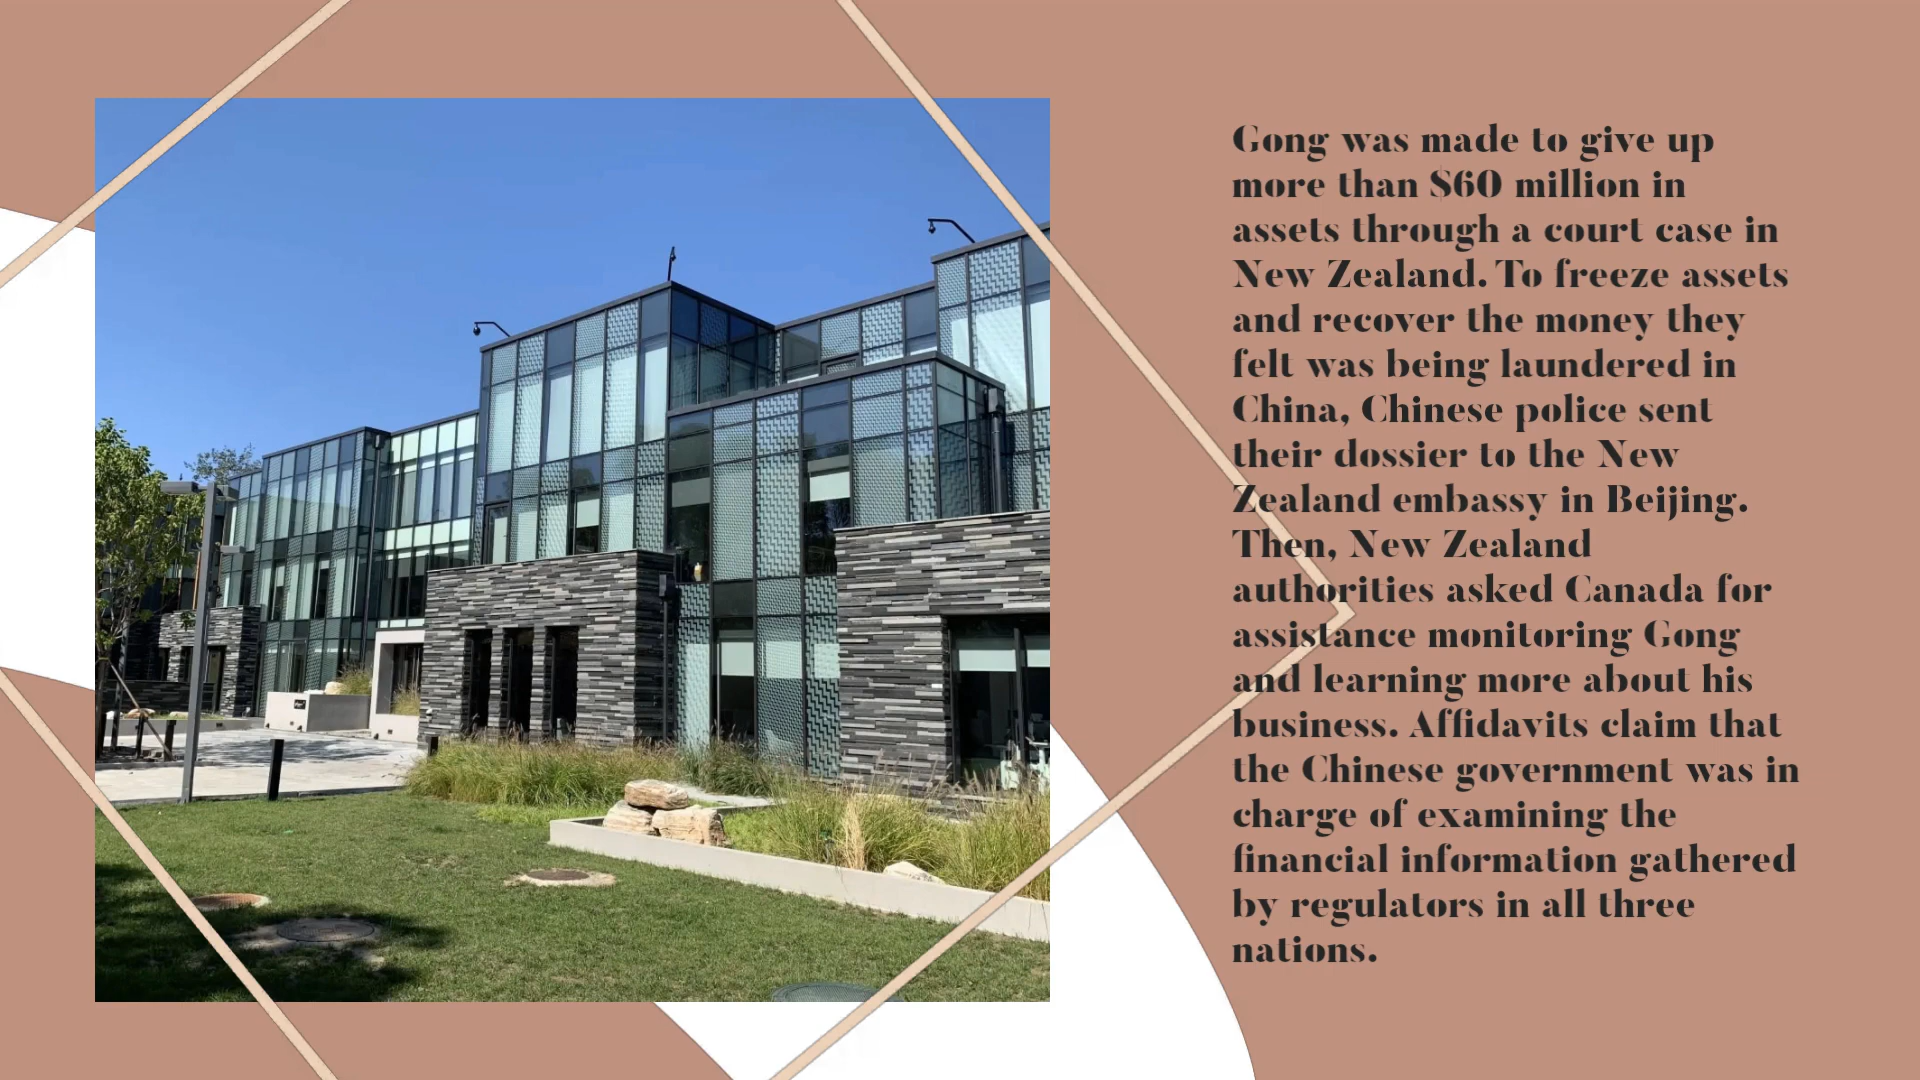 Gong was made to give up
more than $60 million in
assets through a court case in
New Zealand. To freeze assets
and recover the money they
felt was being laundered in
China, Chinese police sent
their dossier to the New
Zealand embassy in Beijing.
Then, New Zealand
authorities asked Canada for
assistance monitoring Gong
and learning more about his
business. Affidavits claim that
the Chinese government was in
charge of examining the
financial information gathered
by regulators in all three
nations.